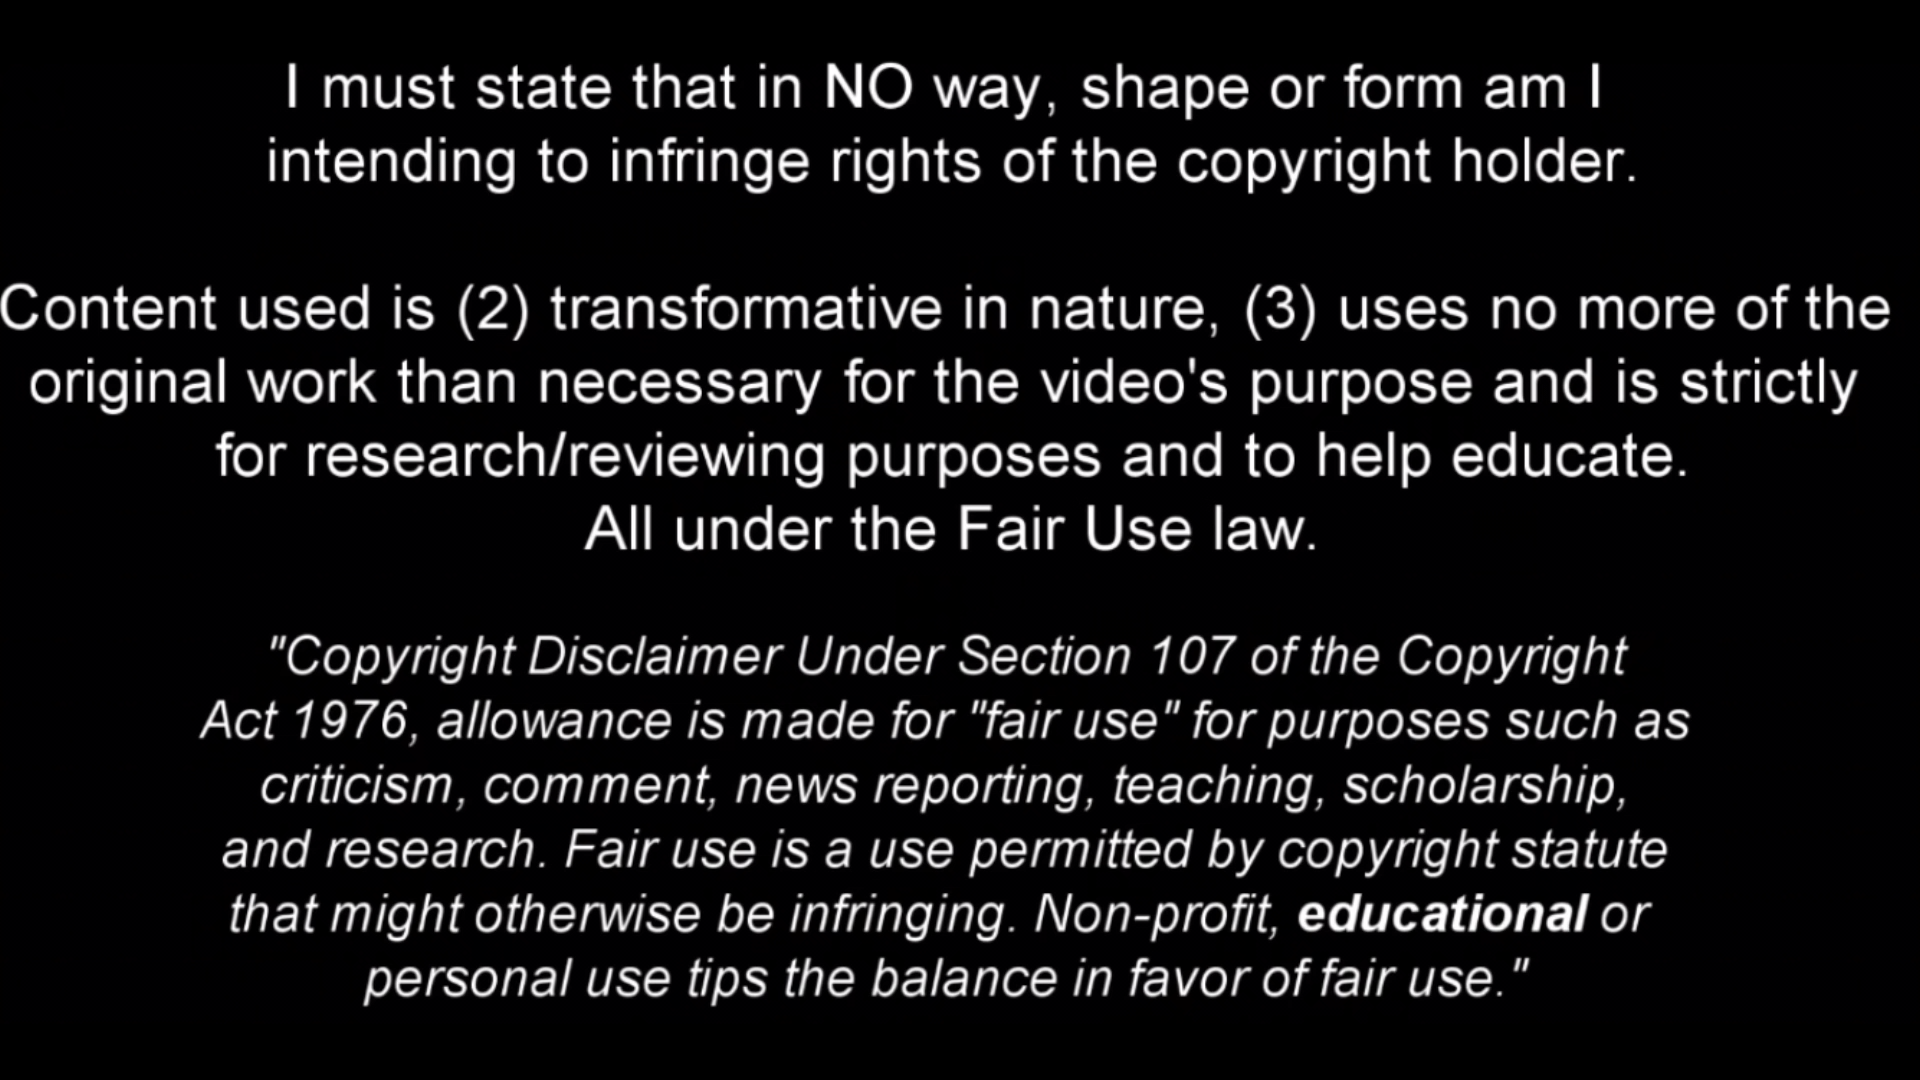 I must state that in NO way, shape or form am I
intending to infringe rights of the copyright holder.
Content used is (2) transformative in nature, (3) uses no more of the
original work than necessary for the video's purpose and is strictly
for research/reviewing purposes and to help educate.
All under the Fair Use law.
"Copyright Disclaimer Under Section 107 of the Copyright
Act 1976, allowance is made for "fair use" for purposes such as
criticism, comment, news reporting, teaching, scholarship,
and research. Fair use is a use permitted by copyright statute
that might otherwise be infringing. Non-profit, educational or
personal use tips the balance in favor of fair use."